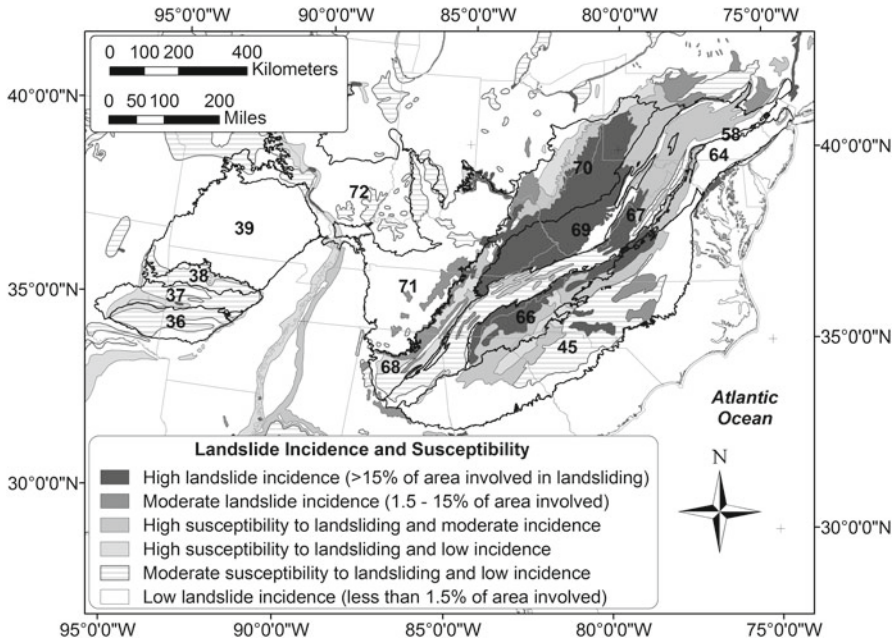 95°0'0"W 90°0'0"W 85°0'0"W 80°0'0"W 75°0'0"W
0 100 200 400
Kilometers
0 50 100 200
Miles
40°0'0"N
40°0'0"N
58
64
70
72
67
39
69
38
71
35°0'0"N
37
66
36
45
35°0'0"N
68
Atlantic
Ocean
Landslide Incidence and Susceptibility
High landslide incidence (>15% of area involved in landsliding)
Moderate landslide incidence (1.5 - 15% of area involved)
High susceptibility to landsliding and moderate incidence
High susceptibility to landsliding and low incidence
Moderate susceptibility to landsliding and low incidence
Low landslide incidence (less than 1.5% of area involved)
N
30°0'0"N
30°0'0"N
95°0'0"W 90°0'0"W 85°0'0"W 80°0'0"W 75°0'0"W